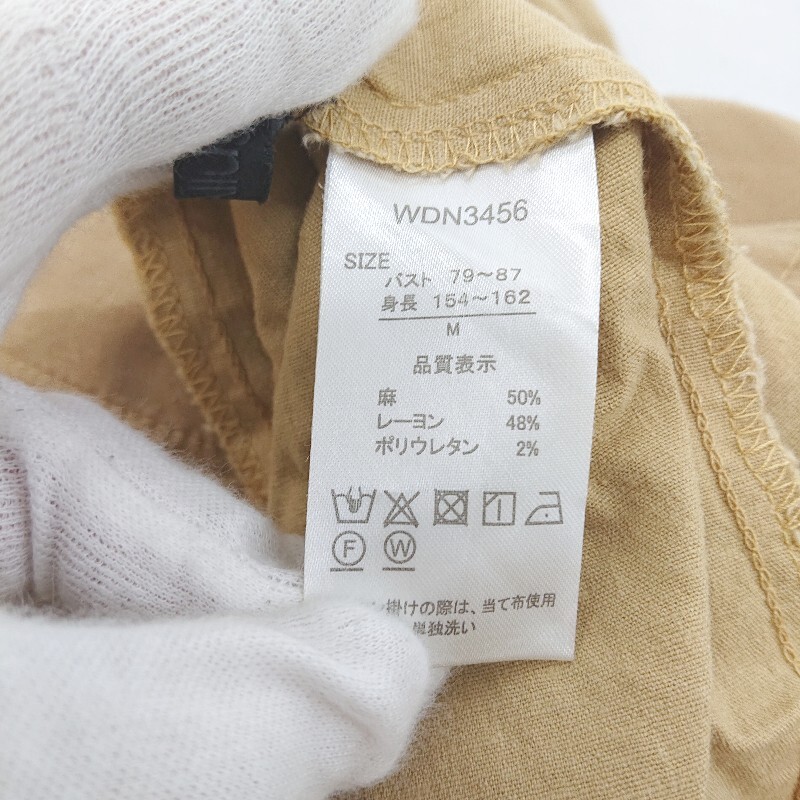 WDN3456
SIZE
バスト 79～87
身長 154～162
M
品質表示
麻 50%
レーヨン 48%
ポリウレタン 2%
F W
ン掛けの際は、当て布使用
単独洗い